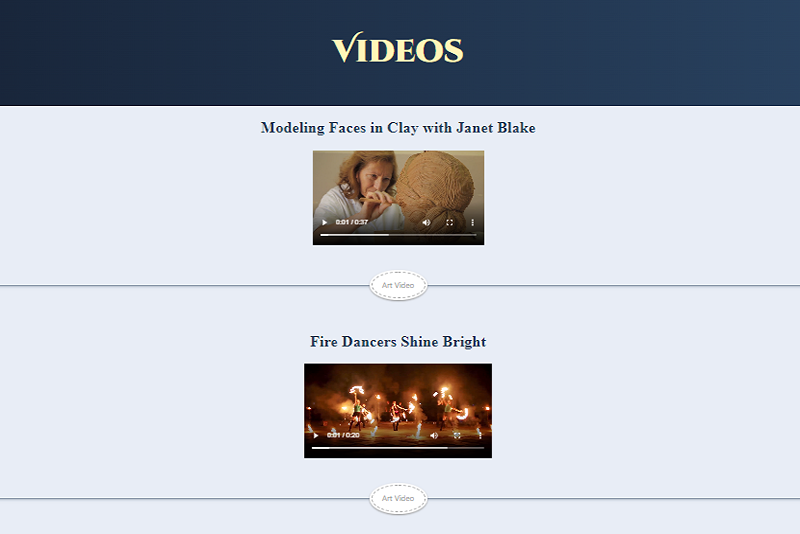 VIDEOS
Modeling Faces in Clay with Janet Blake
0:01 / 0:37
Art Video
Fire Dancers Shine Bright
0:01 / 0:20
Art Video